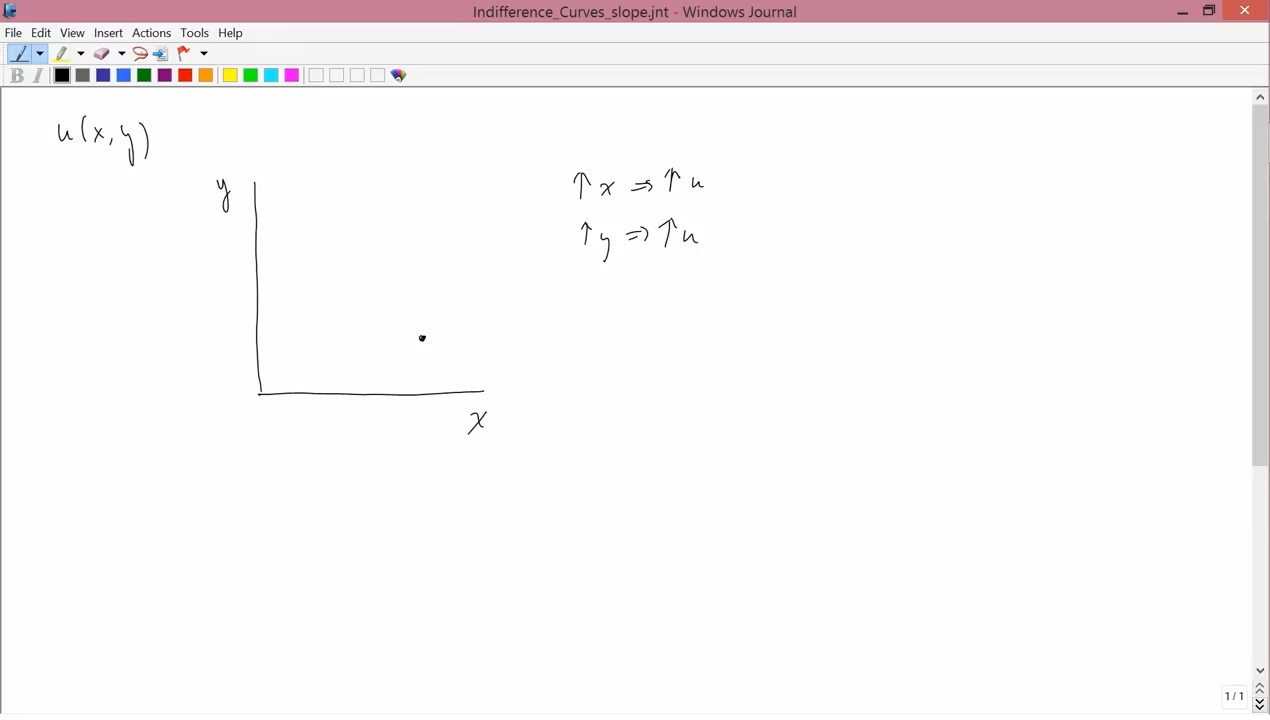 Indifference_Curves_slope.jnt - Windows Journal
File Edit View Insert Actions Tools Help
B I
u(x, y)
y
↑ x ⇒ ↑ u
↑ y ⇒ ↑ u
x
1 / 1